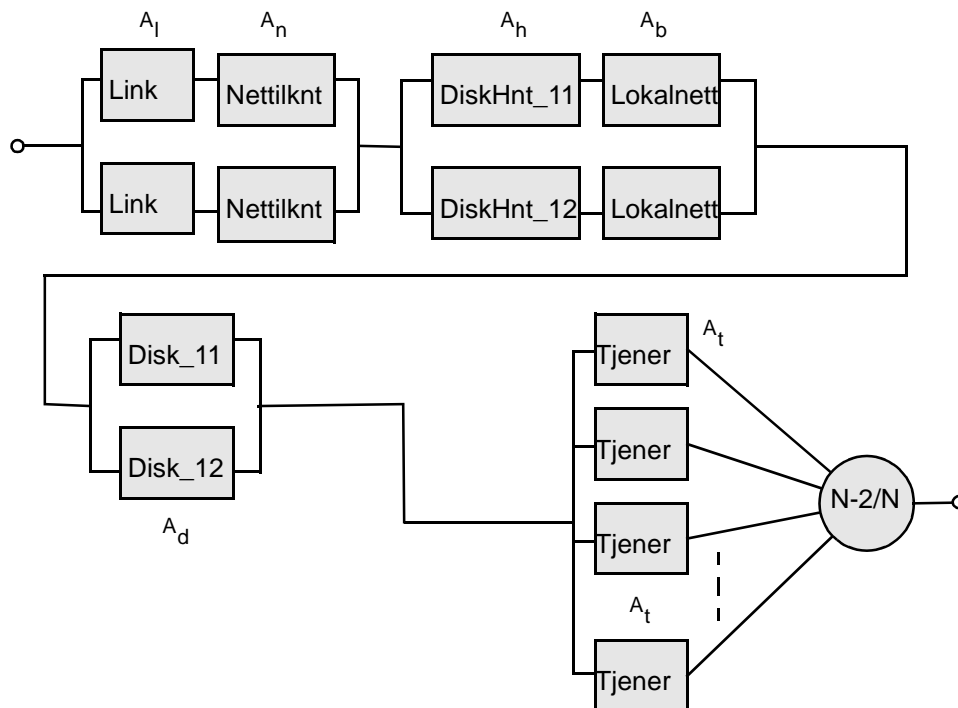 A_l A_n A_h A_b
Link Nettilknt DiskHnt_11 Lokalnett
Link Nettilknt DiskHnt_12 Lokalnett
Disk_11
Disk_12
A_d
Tjener A_t
Tjener
Tjener
A_t
Tjener
N-2/N